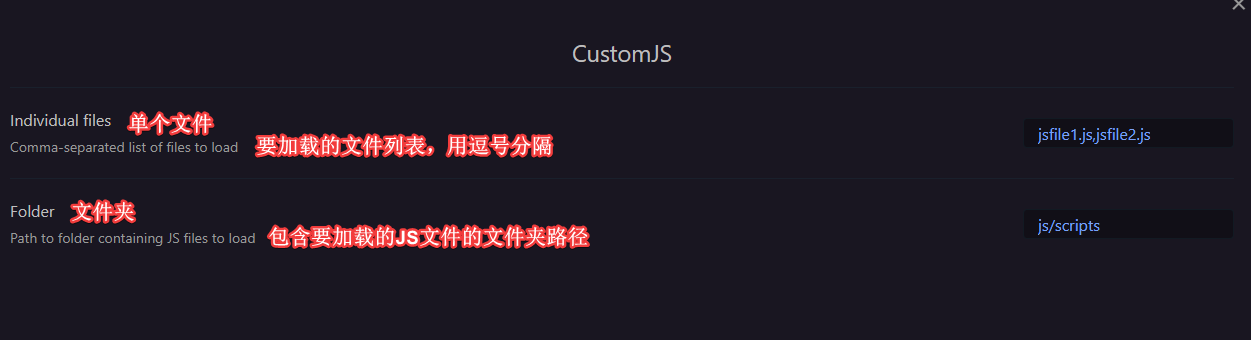 CustomJS
Individual files 单个文件
Comma-separated list of files to load 要加载的文件列表，用逗号分隔
jsfile1.js,jsfile2.js
Folder 文件夹
Path to folder containing JS files to load 包含要加载的JS文件的文件夹路径
js/scripts